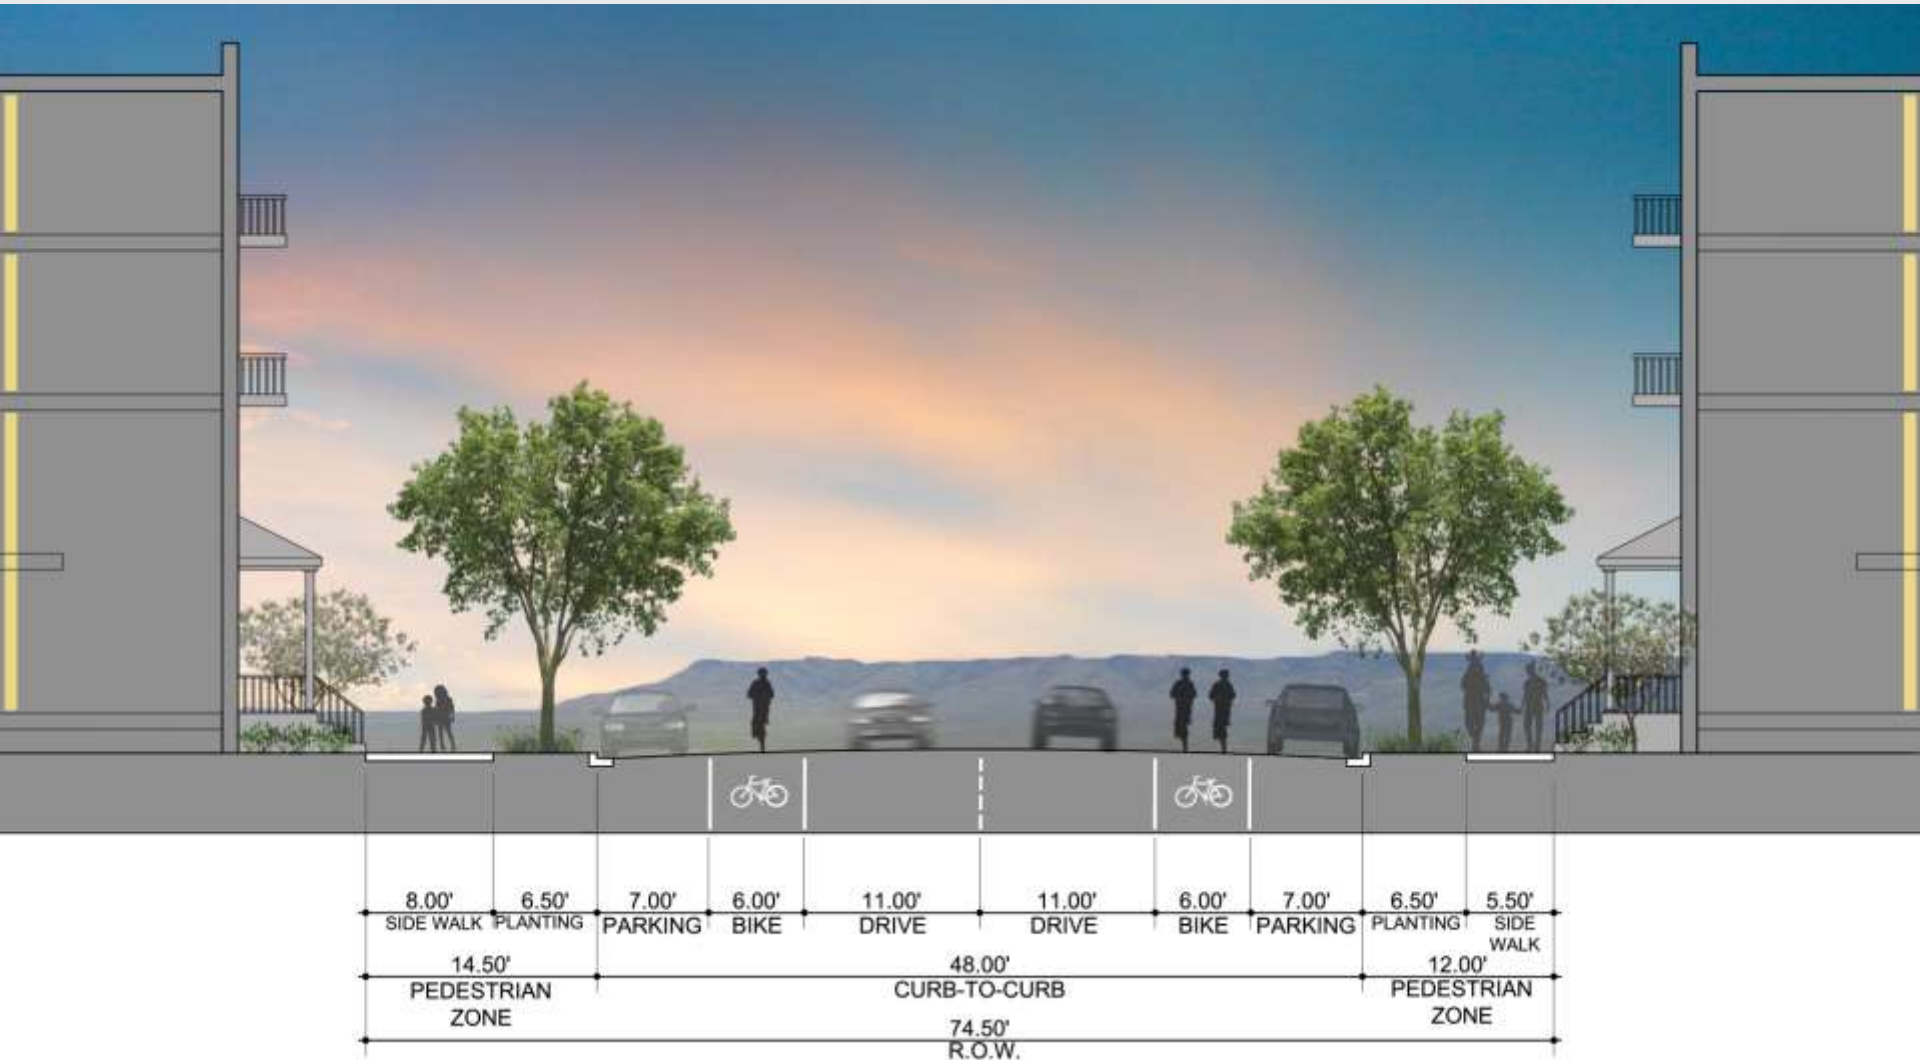 8.00' 6.50' 7.00' 6.00' 11.00' 11.00' 6.00' 7.00' 6.50' 5.50'
SIDE WALK PLANTING PARKING BIKE DRIVE DRIVE BIKE PARKING PLANTING SIDE
WALK
14.50' 48.00' 12.00'
PEDESTRIAN CURB-TO-CURB PEDESTRIAN
ZONE ZONE
74.50'
R.O.W.